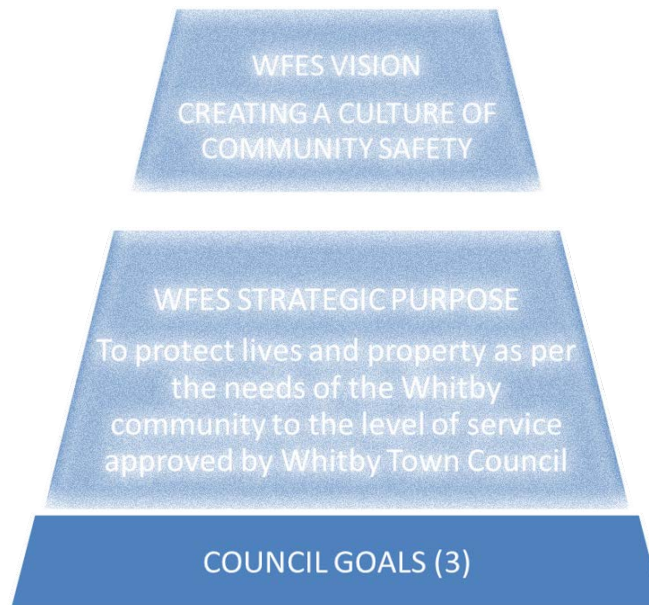 WFES VISION
CREATING A CULTURE OF
COMMUNITY SAFETY
WFES STRATEGIC PURPOSE
To protect lives and property as per
the needs of the Whitby
community to the level of service
approved by Whitby Town Council
COUNCIL GOALS (3)